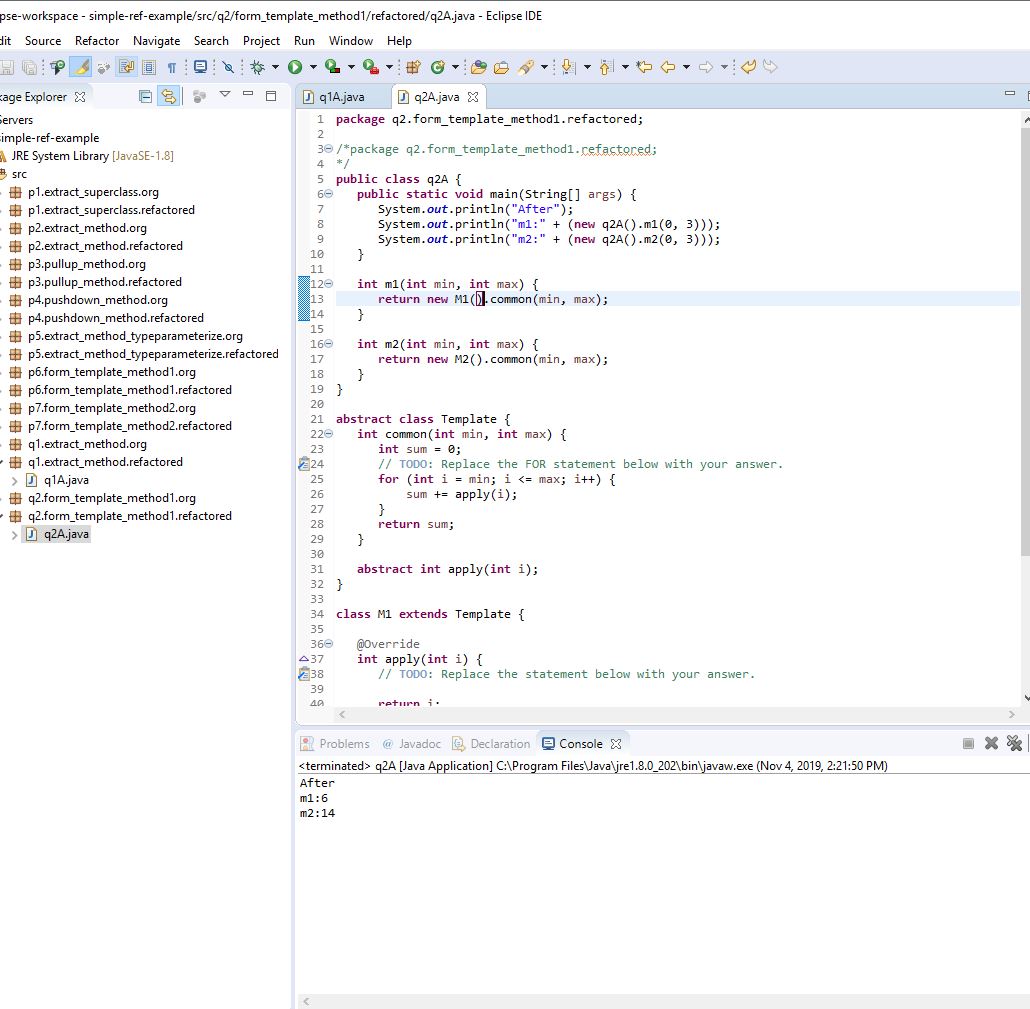 pse-workspace - simple-ref-example/src/q2/form_template_method1/refactored/q2A.java - Eclipse IDE
dit Source Refactor Navigate Search Project Run Window Help
kage Explorer
Servers
simple-ref-example
JRE System Library [JavaSE-1.8]
src
p1.extract_superclass.org
p1.extract_superclass.refactored
p2.extract_method.org
p2.extract_method.refactored
p3.pullup_method.org
p3.pullup_method.refactored
p4.pushdown_method.org
p4.pushdown_method.refactored
p5.extract_method_typeparameterize.org
p5.extract_method_typeparameterize.refactored
p6.form_template_method1.org
p6.form_template_method1.refactored
p7.form_template_method2.org
p7.form_template_method2.refactored
q1.extract_method.org
q1.extract_method.refactored
q1A.java
q2.form_template_method1.org
q2.form_template_method1.refactored
q2A.java
q1A.java q2A.java
1 package q2.form_template_method1.refactored;
2
3 /*package q2.form_template_method1.refactored;
4 */
5 public class q2A {
6 public static void main(String[] args) {
7 System.out.println("After");
8 System.out.println("m1:" + (new q2A().m1(0, 3)));
9 System.out.println("m2:" + (new q2A().m2(0, 3)));
10 }
11
12 int m1(int min, int max) {
13 return new M1().common(min, max);
14 }
15
16 int m2(int min, int max) {
17 return new M2().common(min, max);
18 }
19 }
20
21 abstract class Template {
22 int common(int min, int max) {
23 int sum = 0;
24 // TODO: Replace the FOR statement below with your answer.
25 for (int i = min; i <= max; i++) {
26 sum += apply(i);
27 }
28 return sum;
29 }
30
31 abstract int apply(int i);
32 }
33
34 class M1 extends Template {
35
36 @Override
37 int apply(int i) {
38 // TODO: Replace the statement below with your answer.
39
40 return i;
Problems @ Javadoc Declaration Console
<terminated> q2A [Java Application] C:\Program Files\Java\jre1.8.0_202\bin\javaw.exe (Nov 4, 2019, 2:21:50 PM)
After
m1:6
m2:14